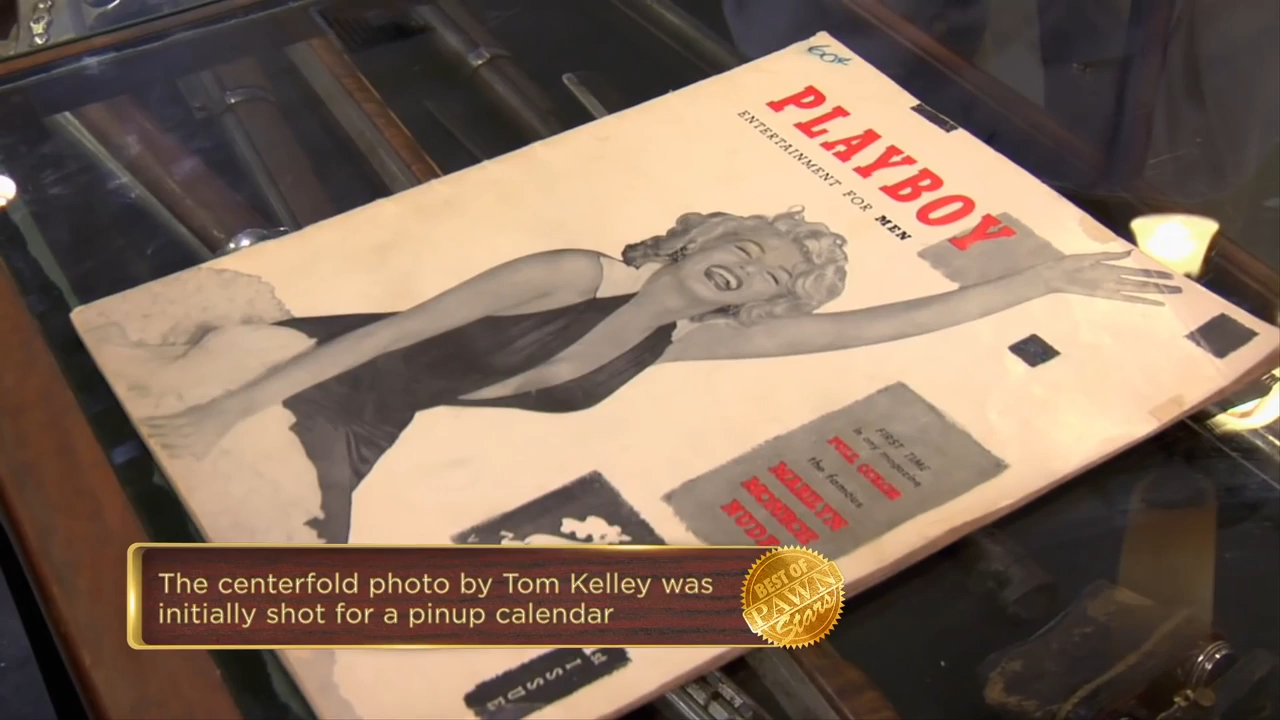 60¢
PLAYBOY
ENTERTAINMENT FOR MEN
FIRST TIME
in any magazine
FULL COLOR
the famous
MARILYN
MONROE
NUDE
The centerfold photo by Tom Kelley was
initially shot for a pinup calendar
BEST OF
PAWN
Stars